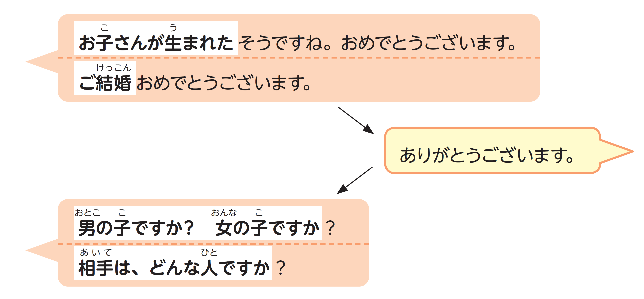 お子さんが生まれたそうですね。おめでとうございます。
ご結婚おめでとうございます。
ありがとうございます。
男の子ですか? 女の子ですか?
相手は、どんな人ですか?